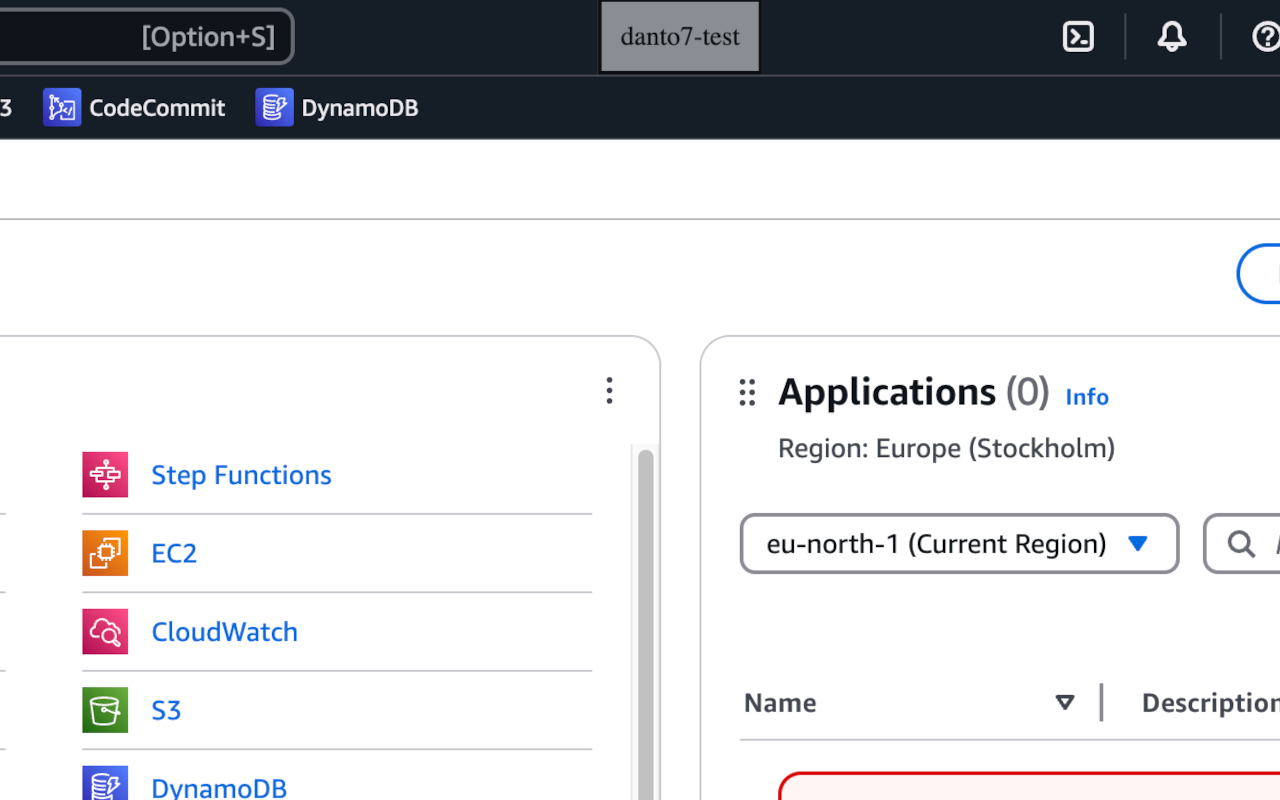 [Option+S]
danto7-test
3
CodeCommit
DynamoDB
Applications (0) Info
Region: Europe (Stockholm)
Step Functions
eu-north-1 (Current Region)
EC2
CloudWatch
Name
Description
S3
DynamoDB